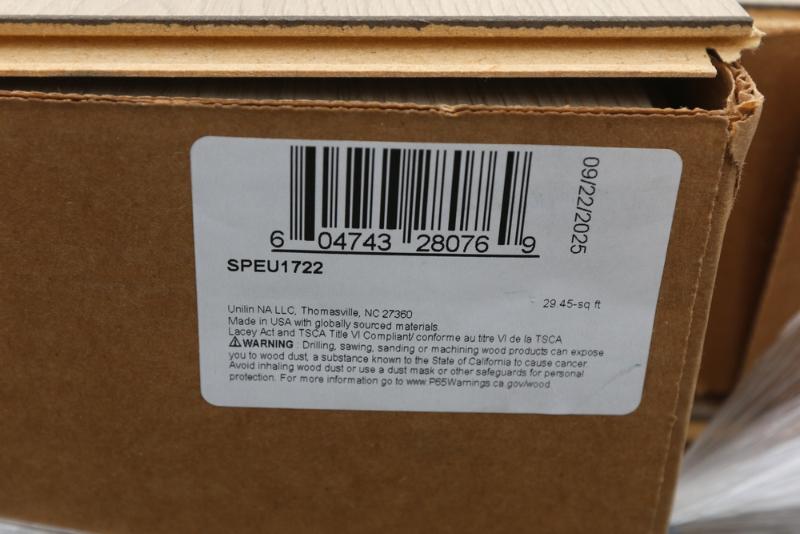 6 04743 28076 9
09/22/2025
SPEU1722
29.45-sq ft
Unilin NA LLC, Thomasville, NC 27360
Made in USA with globally sourced materials.
Lacey Act and TSCA Title VI Compliant/ conforme au titre VI de la TSCA
⚠WARNING : Drilling, sawing, sanding or machining wood products can expose
you to wood dust, a substance known to the State of California to cause cancer.
Avoid inhaling wood dust or use a dust mask or other safeguards for personal
protection. For more information go to www.P65Warnings.ca.gov/wood.